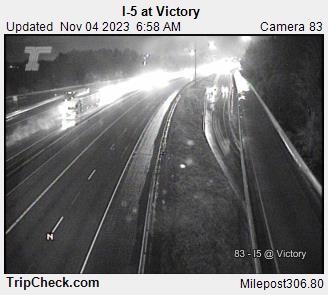 I-5 at Victory
Updated Nov 04 2023 6:58 AM Camera 83
T
N
83 - I5 @ Victory
TripCheck.com Milepost306.80